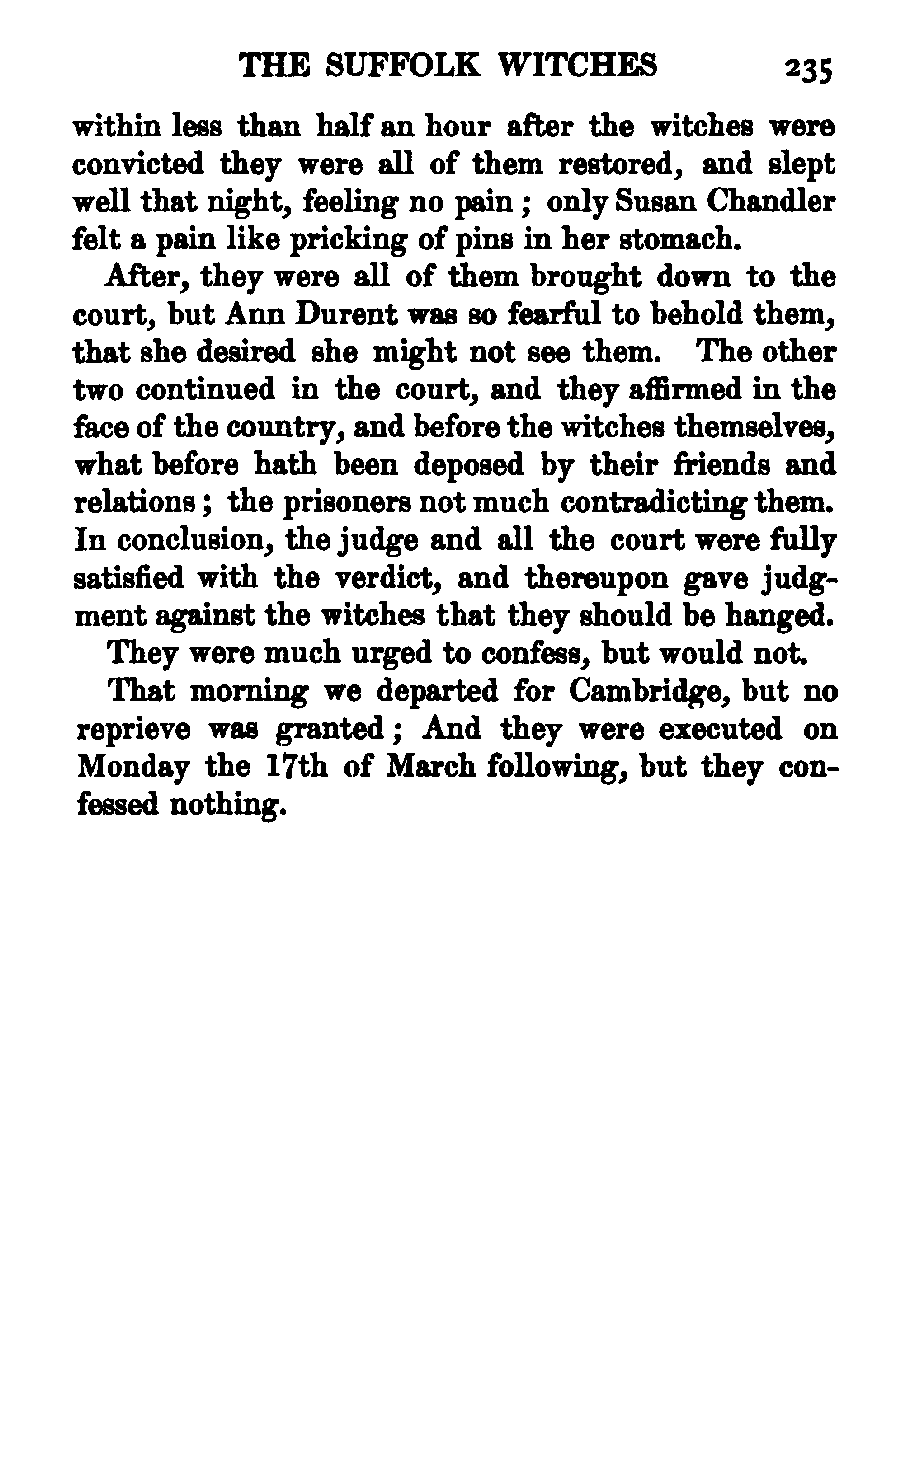 THE SUFFOLK WITCHES 235
within less than half an hour after the witches were
convicted they were all of them restored, and slept
well that night, feeling no pain ; only Susan Chandler
felt a pain like pricking of pins in her stomach.
After, they were all of them brought down to the
court, but Ann Durent was so fearful to behold them,
that she desired she might not see them. The other
two continued in the court, and they affirmed in the
face of the country, and before the witches themselves,
what before hath been deposed by their friends and
relations ; the prisoners not much contradicting them.
In conclusion, the judge and all the court were fully
satisfied with the verdict, and thereupon gave judg-
ment against the witches that they should be hanged.
They were much urged to confess, but would not.
That morning we departed for Cambridge, but no
reprieve was granted ; And they were executed on
Monday the 17th of March following, but they con-
fessed nothing.